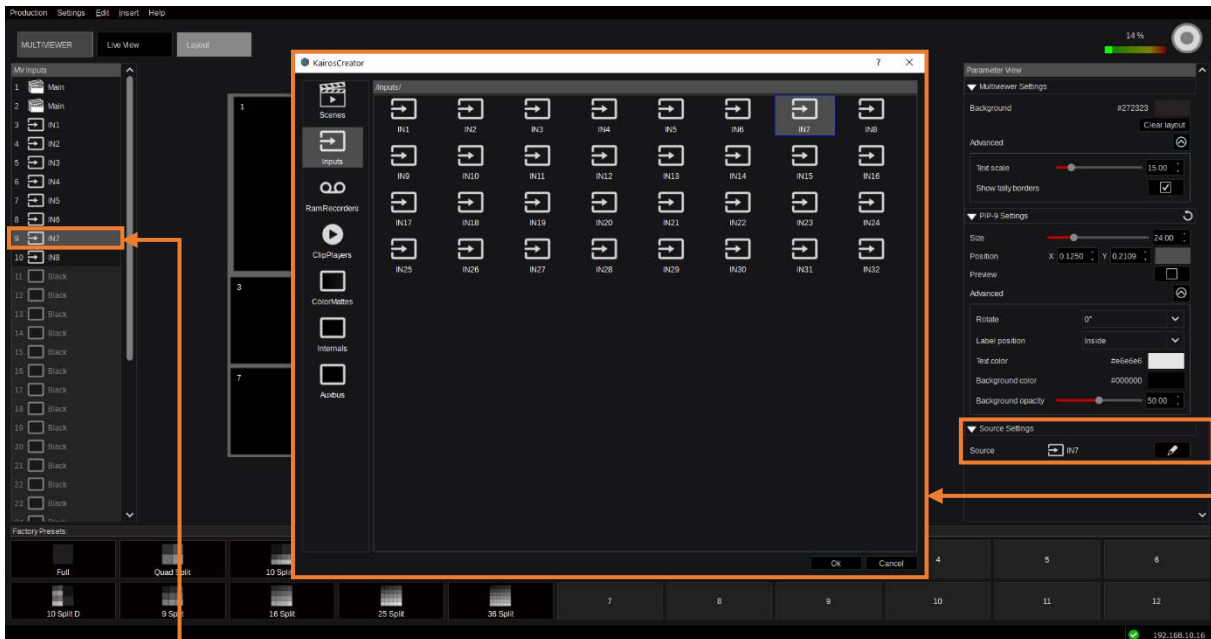 Production Settings Edit Insert Help
MULTIVIEWER Live View Layout
14 %
MV Inputs
1 Main
2 Main
3 IN1
4 IN2
5 IN3
6 IN4
7 IN5
8 IN6
9 IN7
10 IN8
11 Black
12 Black
13 Black
14 Black
15 Black
16 Black
17 Black
18 Black
19 Black
20 Black
21 Black
22 Black
23 Black
1
3
7
KairosCreator ? ×
Scenes
Inputs
RamRecorders
ClipPlayers
ColorMattes
Internals
Auxbus
/Inputs/
IN1 IN2 IN3 IN4 IN5 IN6 IN7 IN8
IN9 IN10 IN11 IN12 IN13 IN14 IN15 IN16
IN17 IN18 IN19 IN20 IN21 IN22 IN23 IN24
IN25 IN26 IN27 IN28 IN29 IN30 IN31 IN32
Ok Cancel
Parameter View
Multiviewer Settings
Background #272323
Clear layout
Advanced
Text scale 15.00
Show tally borders
PIP-9 Settings
Size 24.00
Position X 0.1250 Y 0.2109
Preview
Advanced
Rotate 0°
Label position Inside
Text color #e6e6e6
Background color #000000
Background opacity 50.00
Source Settings
Source IN7
Factory Presets:
Full Quad Split 10 Split 4 5 6
10 Split D 9 Split 16 Split 25 Split 36 Split 7 8 9 10 11 12
192.168.10.16